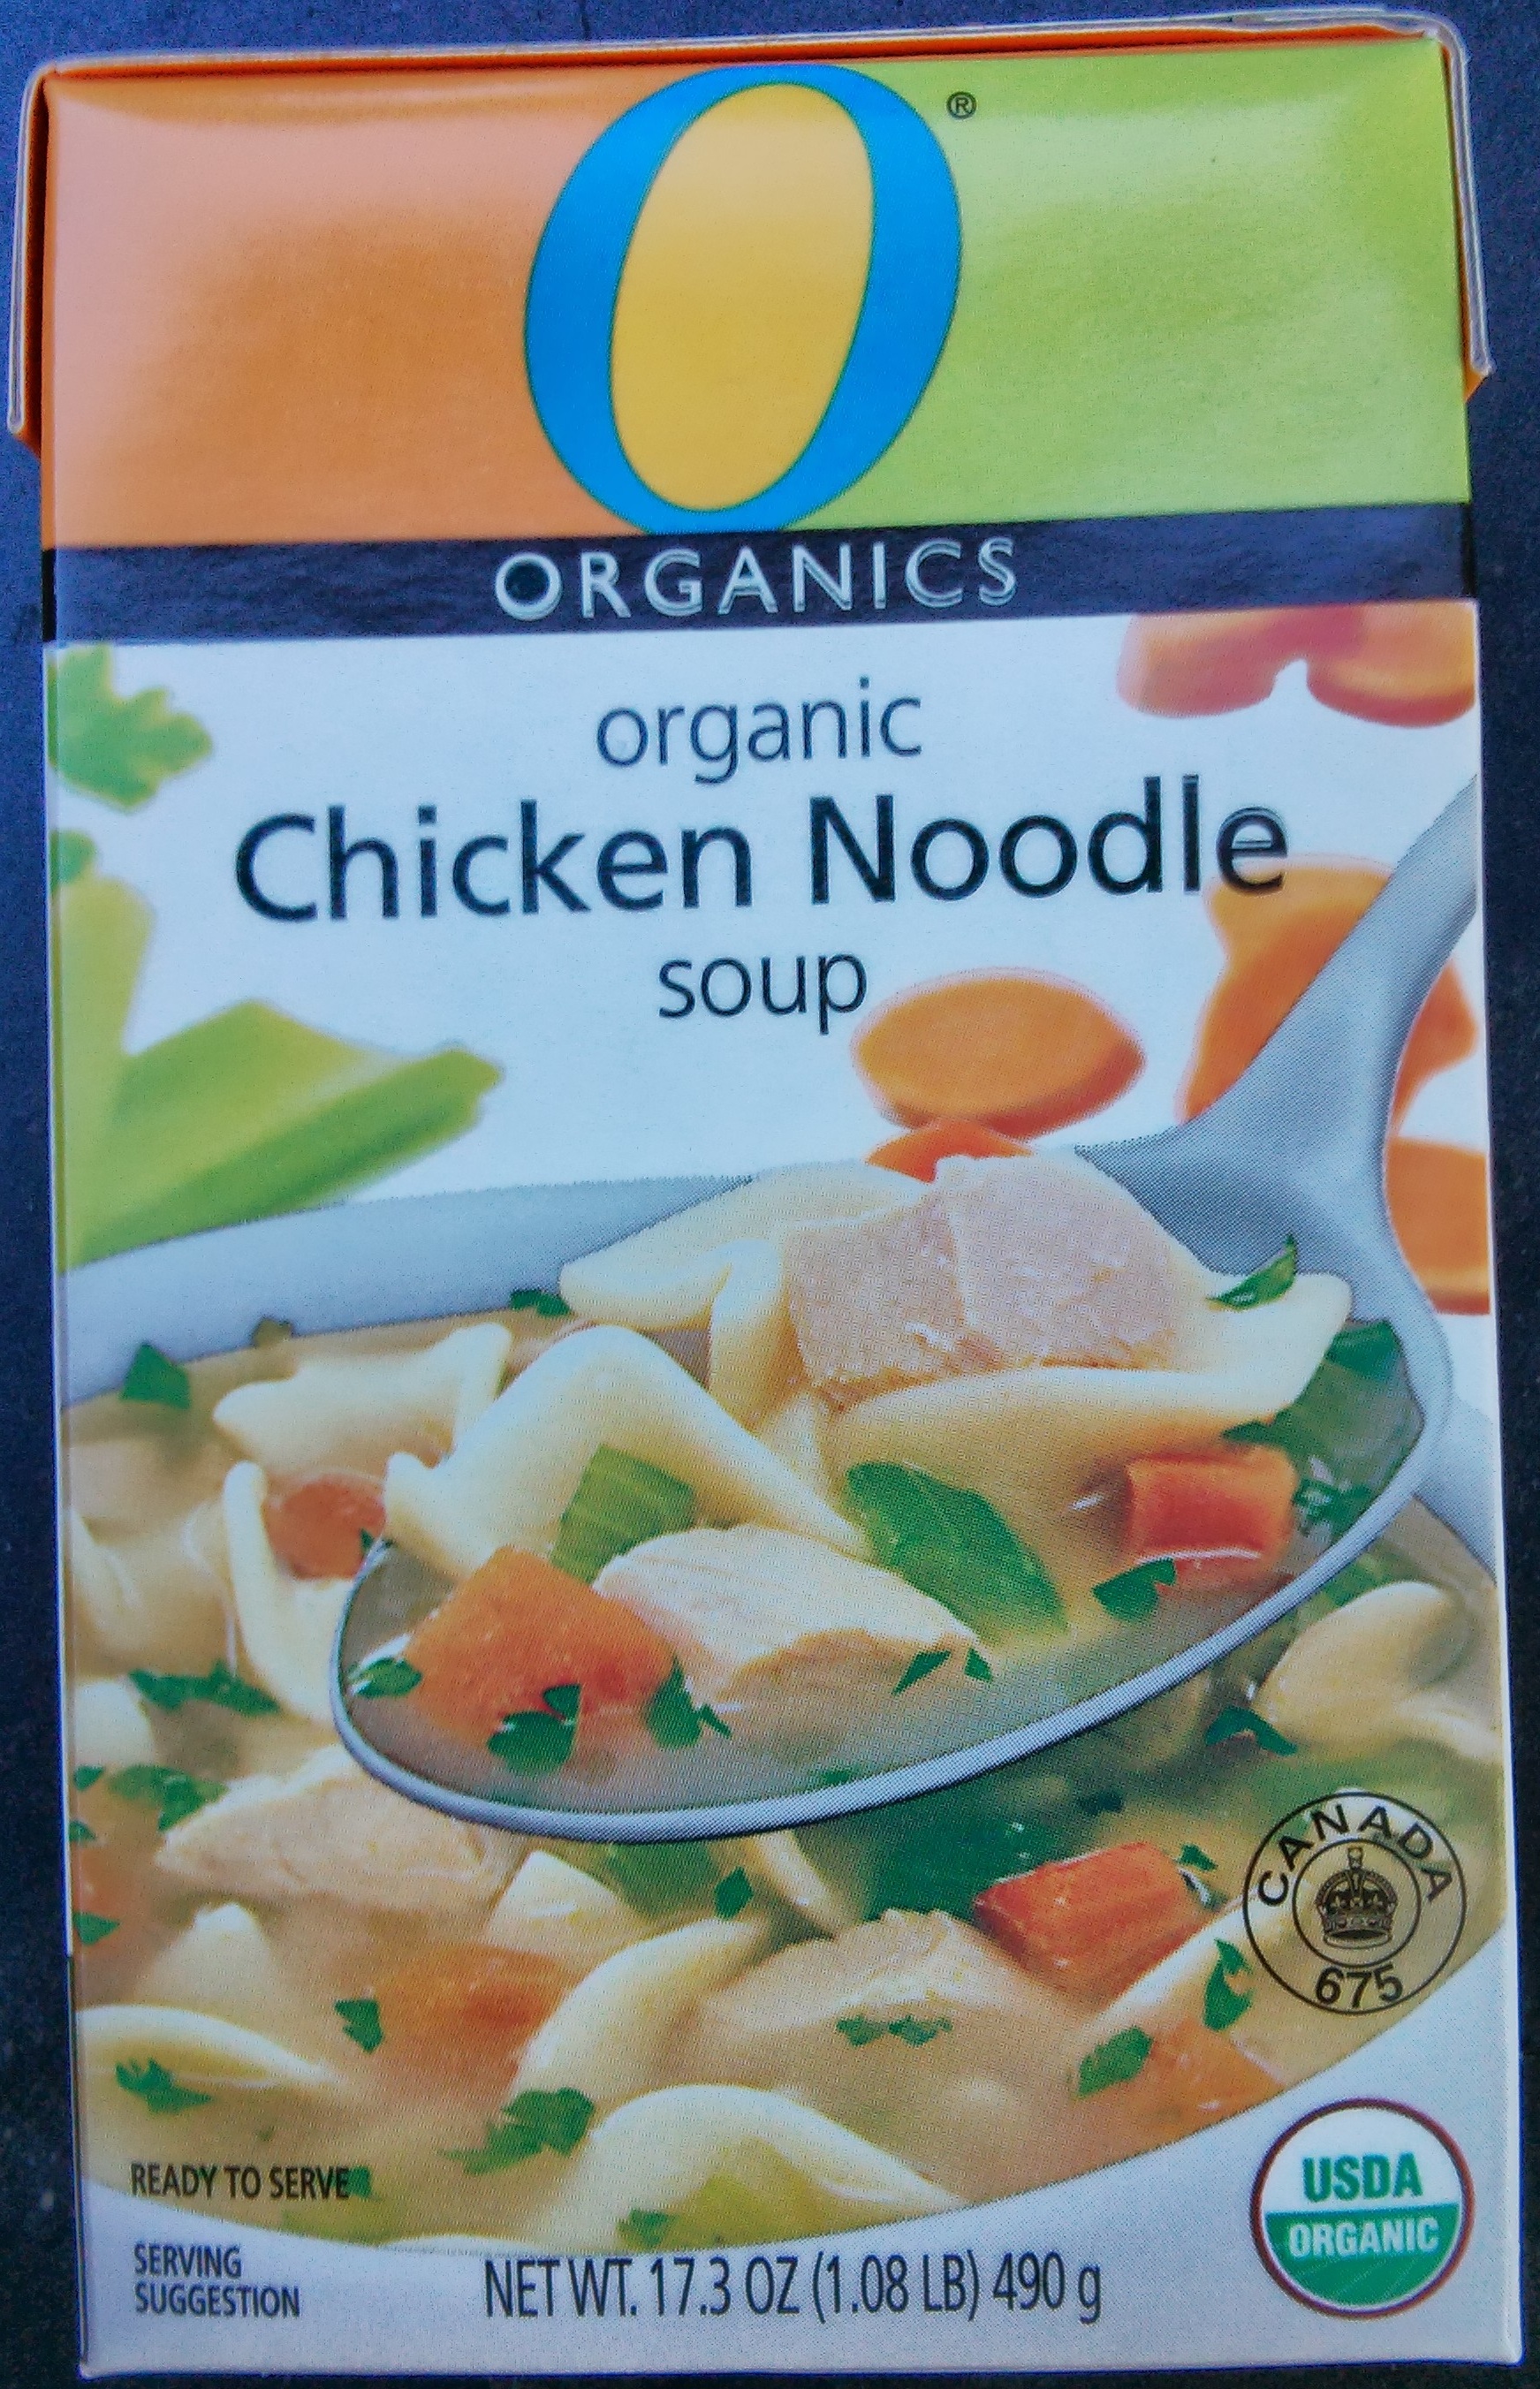 O®
ORGANICS
organic
Chicken Noodle
soup
CANADA
675
READY TO SERVE
SERVING
SUGGESTION
NET WT. 17.3 OZ (1.08 LB) 490 g
USDA
ORGANIC